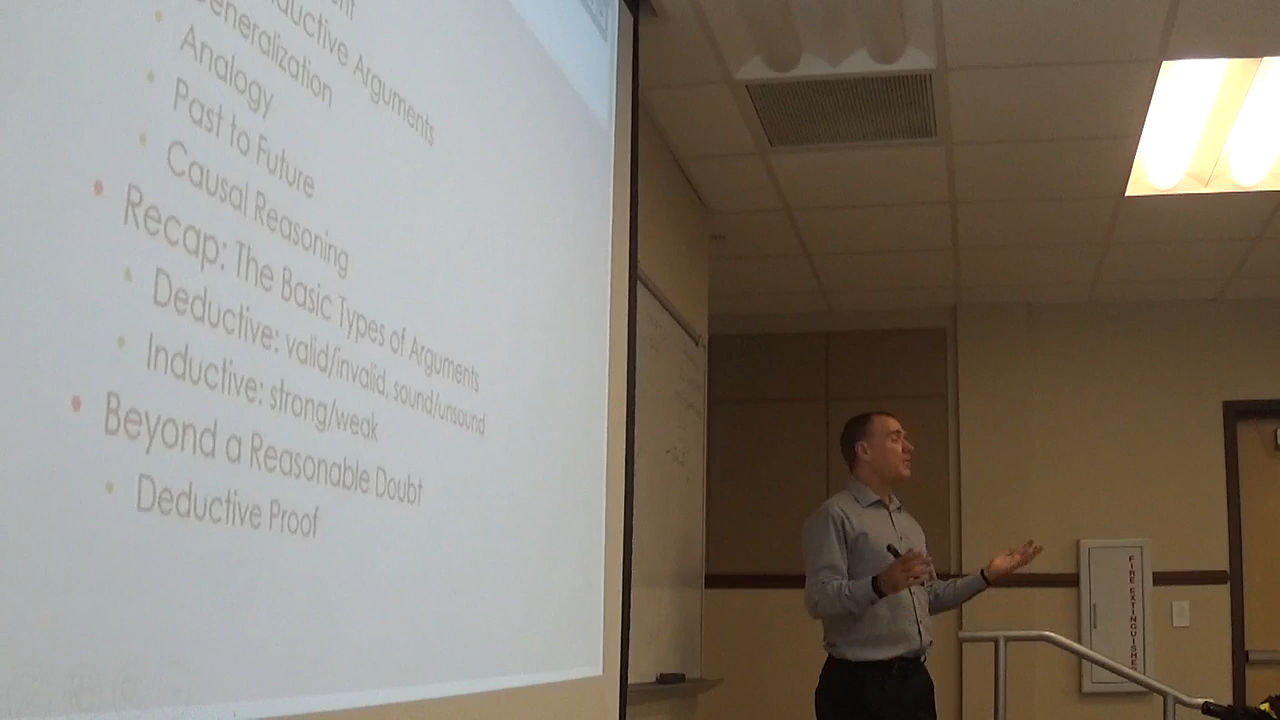 Arguments
Generalization
Analogy
Past to Future
Causal Reasoning
Recap: The Basic Types of Arguments
Deductive: valid/invalid, sound/unsound
Inductive: strong/weak
Beyond a Reasonable Doubt
Deductive Proof
FIRE EXTINGUISHER